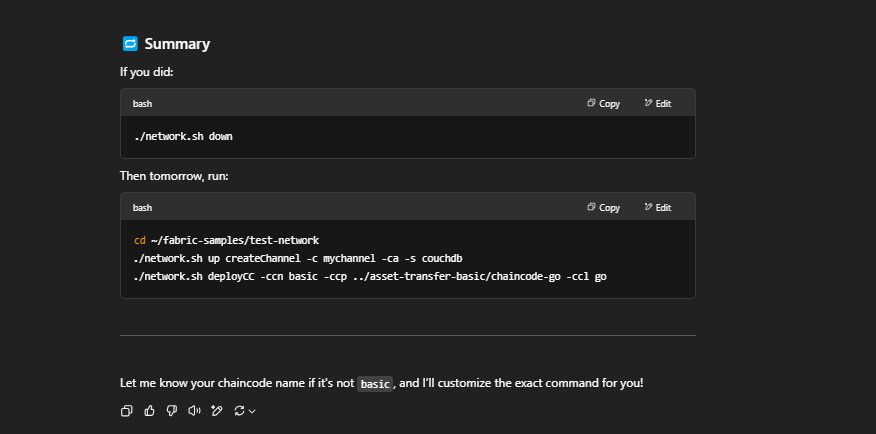 Summary
If you did:
bash Copy Edit
./network.sh down
Then tomorrow, run:
bash Copy Edit
cd ~/fabric-samples/test-network
./network.sh up createChannel -c mychannel -ca -s couchdb
./network.sh deployCC -ccn basic -ccp ../asset-transfer-basic/chaincode-go -ccl go
Let me know your chaincode name if it's not basic, and I'll customize the exact command for you!